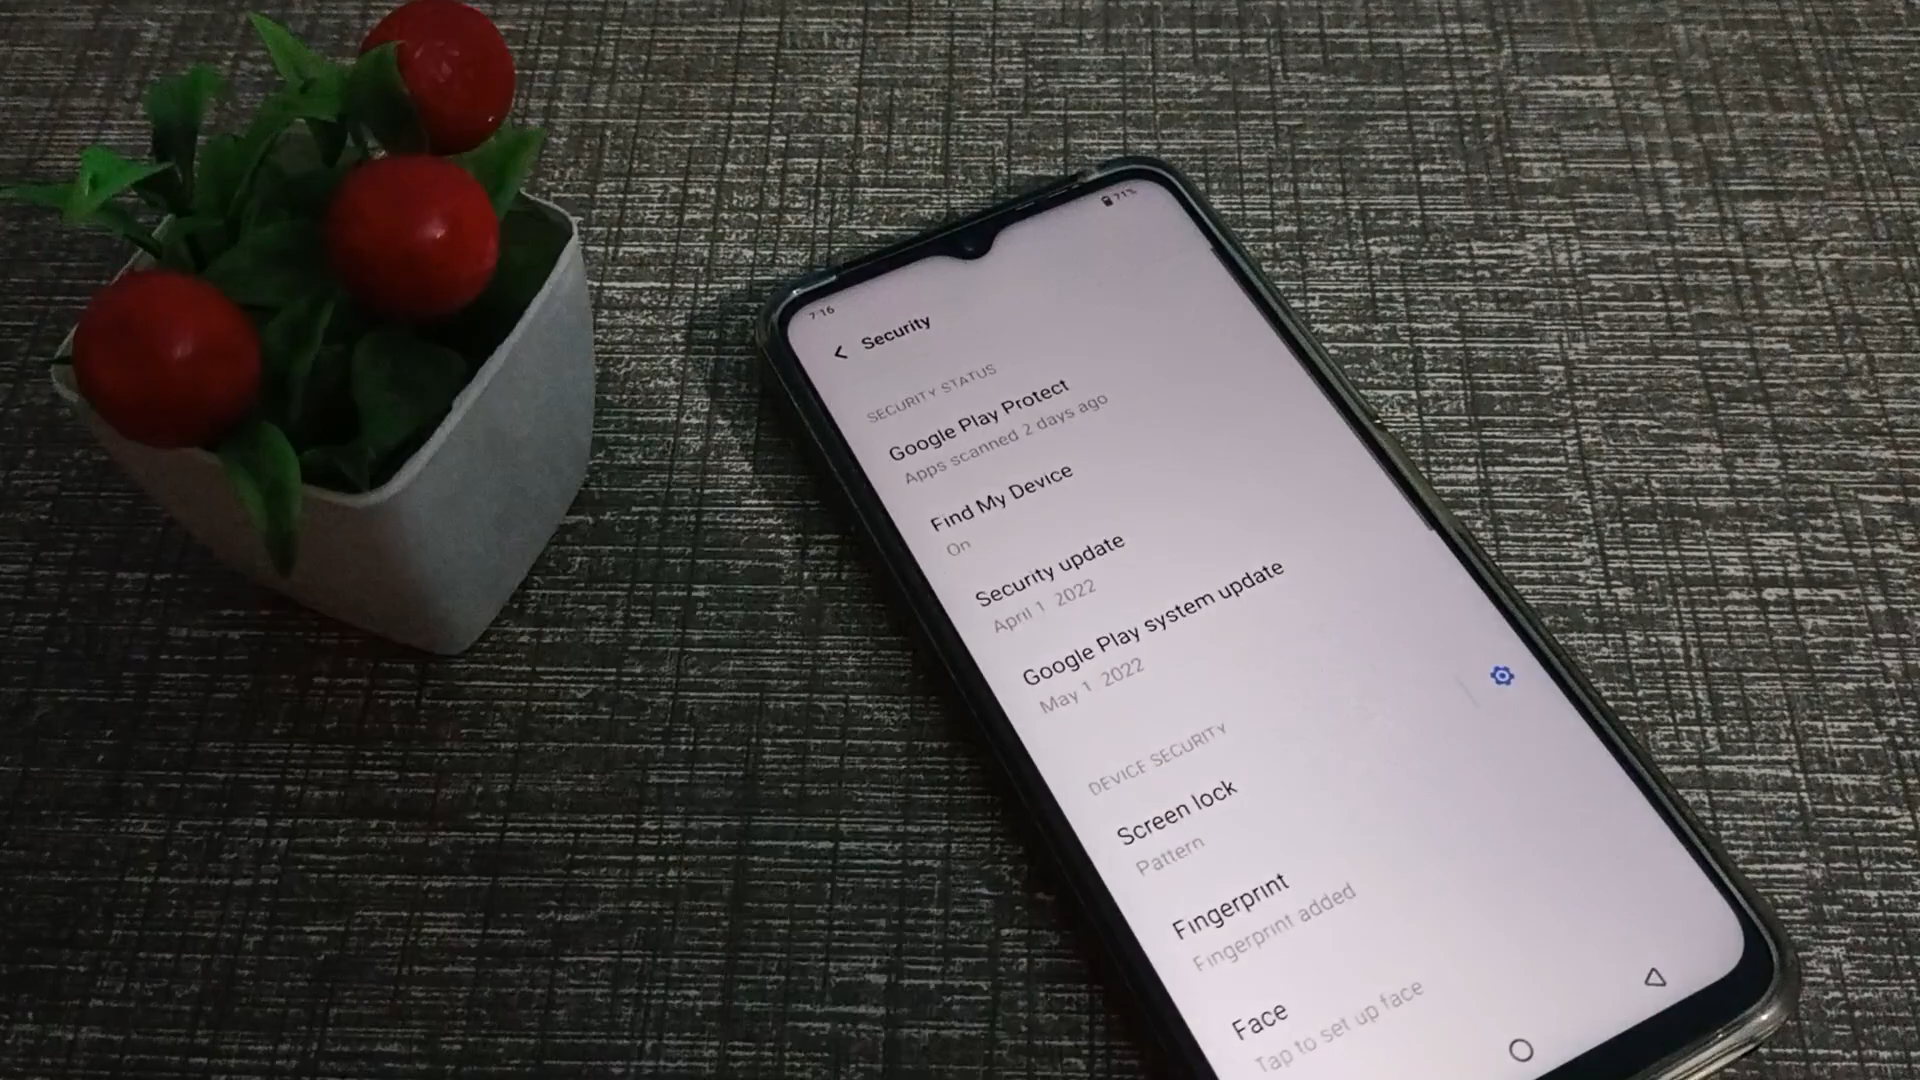 7:16
71%
Security
SECURITY STATUS
Google Play Protect
Apps scanned 2 days ago
Find My Device
On
Security update
April 1 2022
Google Play system update
May 1 2022
DEVICE SECURITY
Screen lock
Pattern
Fingerprint
Fingerprint added
Face
Tap to set up face